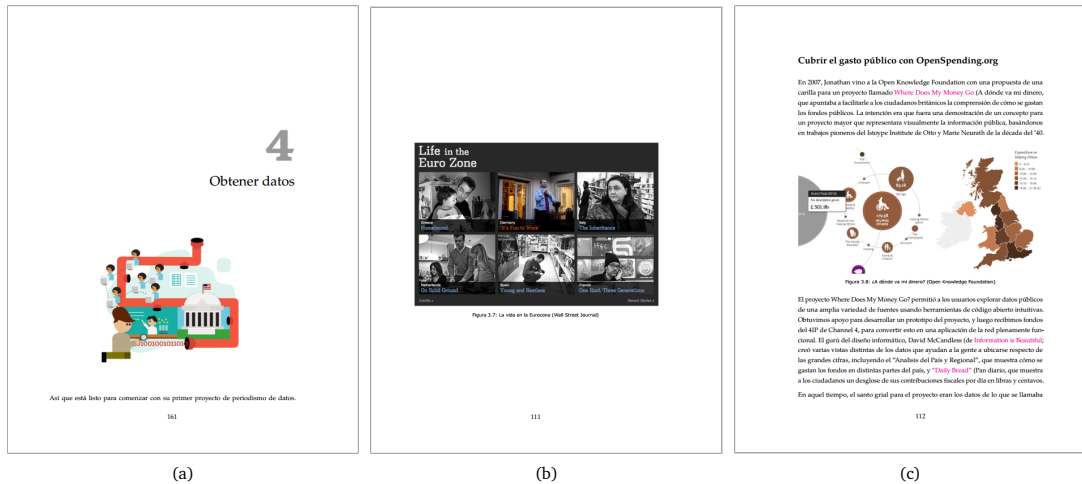 4
Obtener datos
010010010110110
Así que está listo para comenzar con su primer proyecto de periodismo de datos.
161
(a)
Life in the
Euro Zone
Greece
Homebound
Germany
'It's Fun to Work'
Italy
The Inheritance
Netherlands
On Solid Ground
Spain
Young and Restless
France
One Roof, Three Generations
Credits »
Recent Stories »
Figura 3.7: La vida en la Eurozona (Wall Street Journal)
111
(b)
Cubrir el gasto público con OpenSpending.org
En 2007, Jonathan vino a la Open Knowledge Foundation con una propuesta de una
carilla para un proyecto llamado Where Does My Money Go (A dónde va mi dinero,
que apuntaba a facilitarle a los ciudadanos británicos la comprensión de cómo se gastan
los fondos públicos. La intención era que fuera una demostración de un concepto para
un proyecto mayor que representara visualmente la información pública, basándonos
en trabajos pioneros del Istoype Institute de Otto y Marie Neurath de la década del '40.
Figura 3.8: ¿A dónde va mi dinero? (Open Knowledge Foundation)
El proyecto Where Does My Money Go? permitió a los usuarios explorar datos públicos
de una amplia variedad de fuentes usando herramientas de código abierto intuitivas.
Obtuvimos apoyo para desarrollar un prototipo del proyecto, y luego recibimos fondos
del 4IP de Channel 4, para convertir esto en una aplicación de la red plenamente fun-
cional. El gurú del diseño informático, David McCandless (de Information is Beautiful;
creó varias vistas distintas de los datos que ayudan a la gente a ubicarse respecto de
las grandes cifras, incluyendo el "Analisis del País y Regional", que muestra cómo se
gastan los fondos en distintas partes del país, y "Daily Bread" (Pan diario, que muestra
a los ciudadanos un desglose de sus contribuciones fiscales por día en libras y centavos.
En aquel tiempo, el santo grial para el proyecto eran los datos de lo que se llamaba
112
(c)